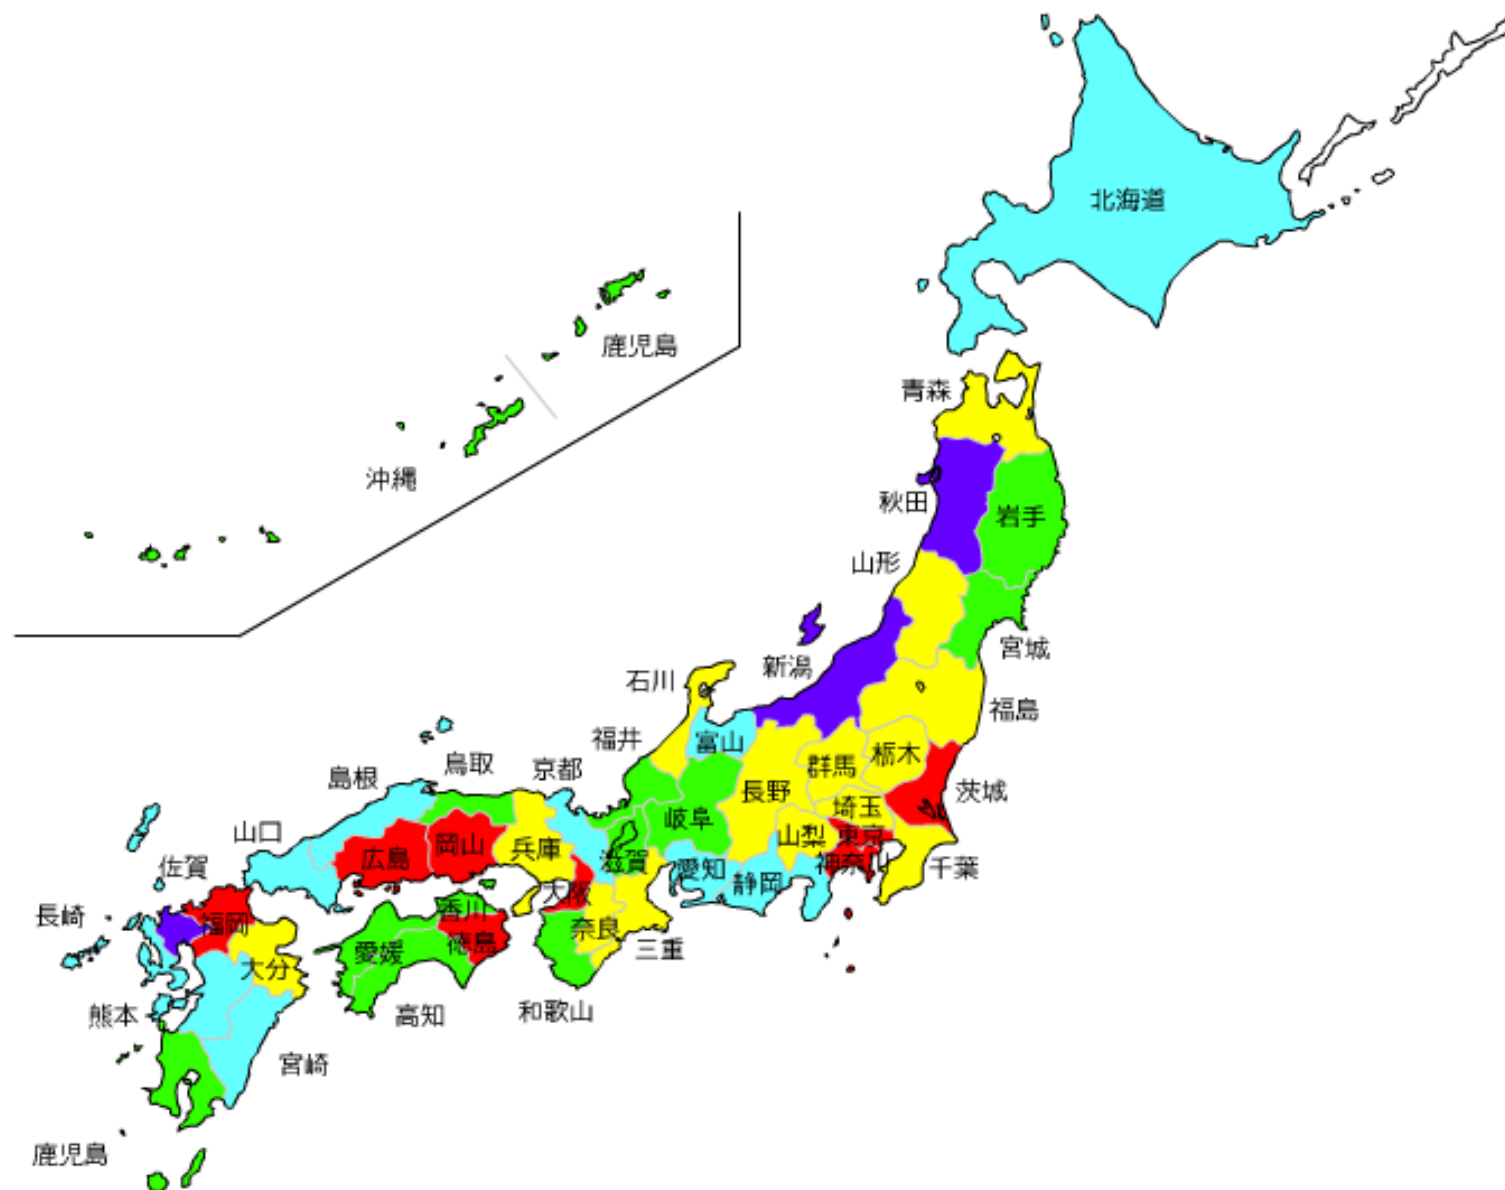 北海道
鹿児島
青森
沖縄
秋田
岩手
山形
宮城
新潟
石川
福島
福井
富山
栃木
群馬
鳥取
京都
島根
長野
茨城
埼玉
岐阜
山口
山梨
東京
岡山
兵庫
広島
滋賀
神奈川
佐賀
愛知
千葉
静岡
大阪
香川
長崎
福岡
奈良
徳島
三重
愛媛
大分
和歌山
熊本
高知
宮崎
鹿児島